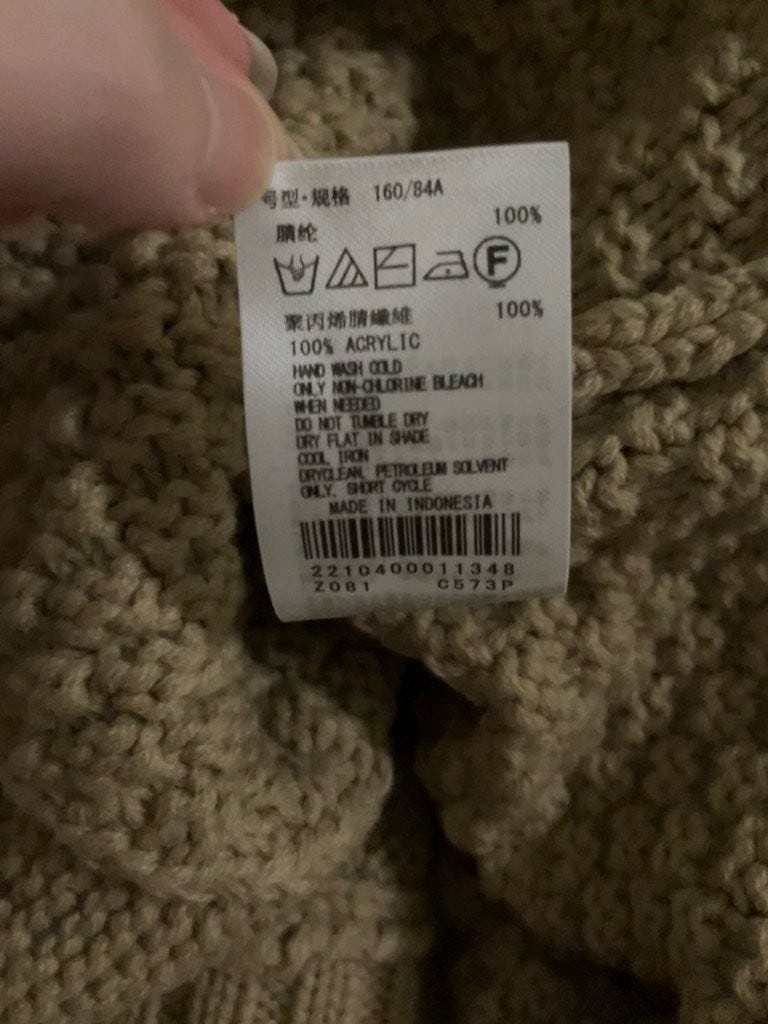 号型·规格 160/84A
腈纶 100%
F
聚丙烯腈纖維 100%
100% ACRYLIC
HAND WASH COLD
ONLY NON-CHLORINE BLEACH
WHEN NEEDED
DO NOT TUMBLE DRY
DRY FLAT IN SHADE
COOL IRON
DRYCLEAN, PETROLEUM SOLVENT
ONLY, SHORT CYCLE
MADE IN INDONESIA
2210400011348
Z081 C573P